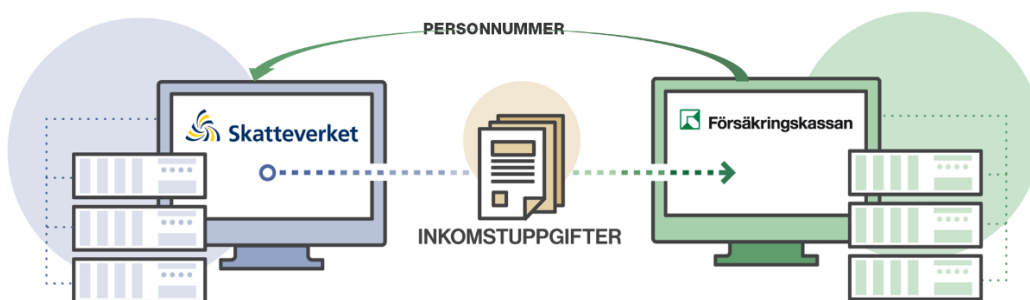 PERSONNUMMER
Skatteverket
Försäkringskassan
INKOMSTUPPGIFTER